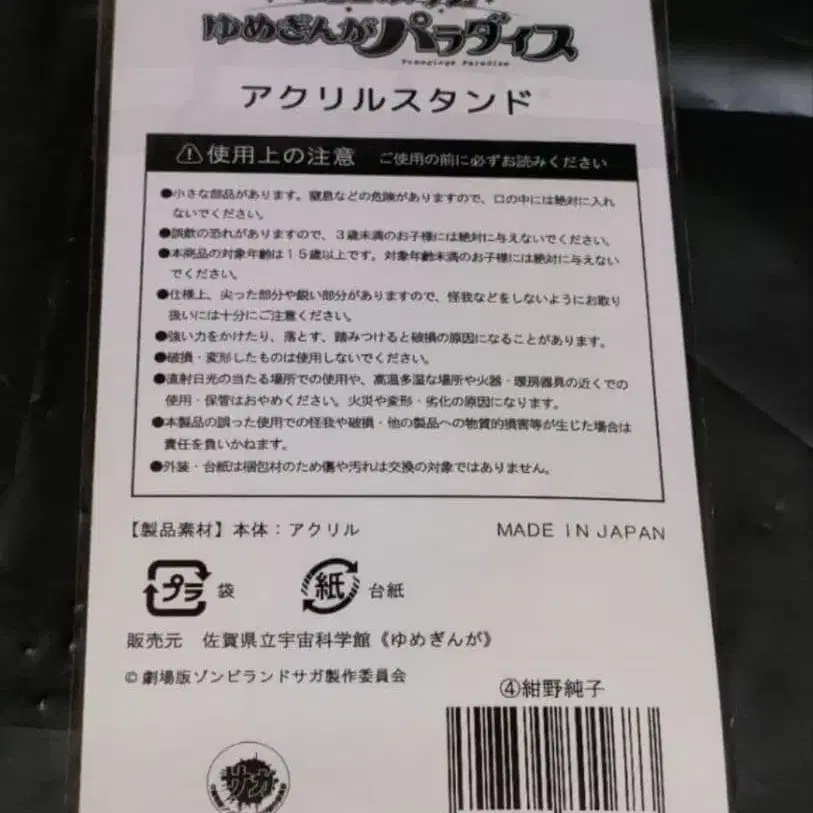 ゆめぎんがパラダイス
Yumeginga Paradise
アクリルスタンド
使用上の注意 ご使用の前に必ずお読みください
●小さな部品があります。窒息などの危険がありますので、口の中には絶対に入れ
ないでください。
●誤飲の恐れがありますので、3歳未満のお子様には絶対に与えないでください。
●本商品の対象年齢は15歳以上です。対象年齢未満のお子様には絶対に与えない
でください。
●仕様上、尖った部分や鋭い部分がありますので、怪我などをしないようにお取り
扱いには十分にご注意ください。
●強い力をかけたり、落とす、踏みつけると破損の原因になることがあります。
●破損・変形したものは使用しないでください。
●直射日光の当たる場所での使用や、高温多湿な場所や火器・暖房器具の近くでの
使用・保管はおやめください。火災や変形・劣化の原因になります。
●本製品の誤った使用での怪我や破損・他の製品への物質的損害等が生じた場合は
責任を負いかねます。
●外装・台紙は梱包材のため傷や汚れは交換の対象ではありません。
【製品素材】本体：アクリル MADE IN JAPAN
プラ 袋 紙 台紙
販売元 佐賀県立宇宙科学館《ゆめぎんが》
©劇場版ゾンビランドサガ製作委員会
④紺野純子
サガ